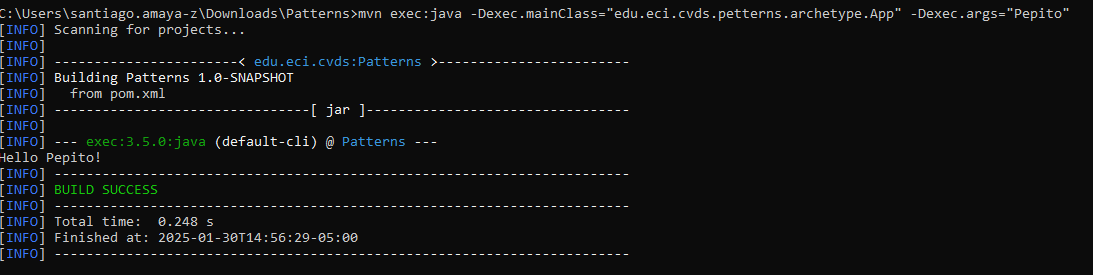 C:\Users\santiago.amaya-z\Downloads\Patterns>mvn exec:java -Dexec.mainClass="edu.eci.cvds.petterns.archetype.App" -Dexec.args="Pepito"
[INFO] Scanning for projects...
[INFO]
[INFO] -----------------------< edu.eci.cvds:Patterns >------------------------
[INFO] Building Patterns 1.0-SNAPSHOT
[INFO]   from pom.xml
[INFO] --------------------------------[ jar ]---------------------------------
[INFO]
[INFO] --- exec:3.5.0:java (default-cli) @ Patterns ---
Hello Pepito!
[INFO] ------------------------------------------------------------------------
[INFO] BUILD SUCCESS
[INFO] ------------------------------------------------------------------------
[INFO] Total time:  0.248 s
[INFO] Finished at: 2025-01-30T14:56:29-05:00
[INFO] ------------------------------------------------------------------------